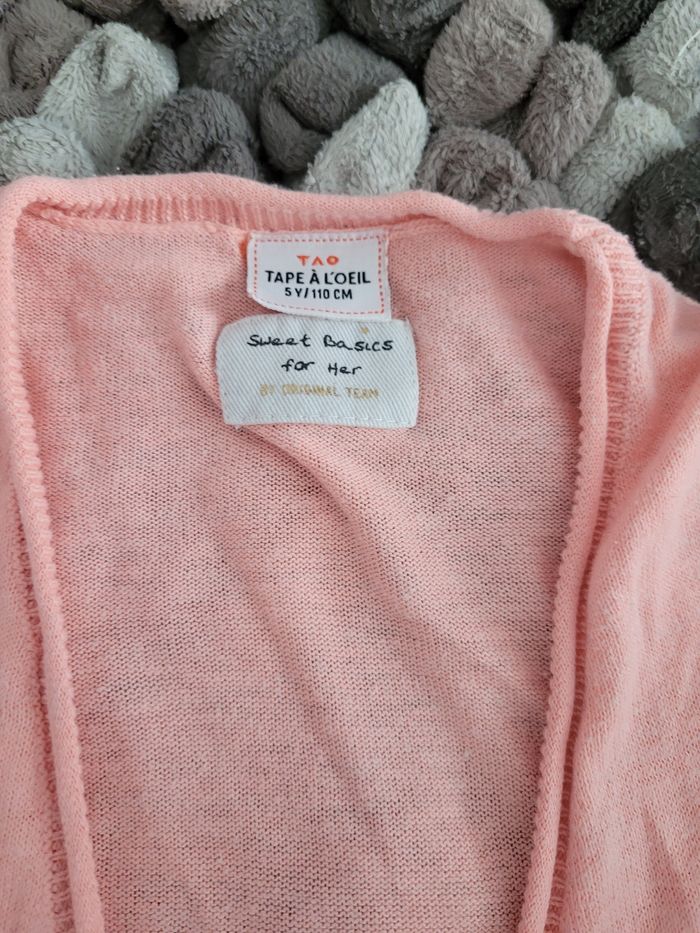 TAO
TAPE À L'OEIL
5 Y/110 CM
Sweet Basics
for Her
BY ORIGINAL TEAM